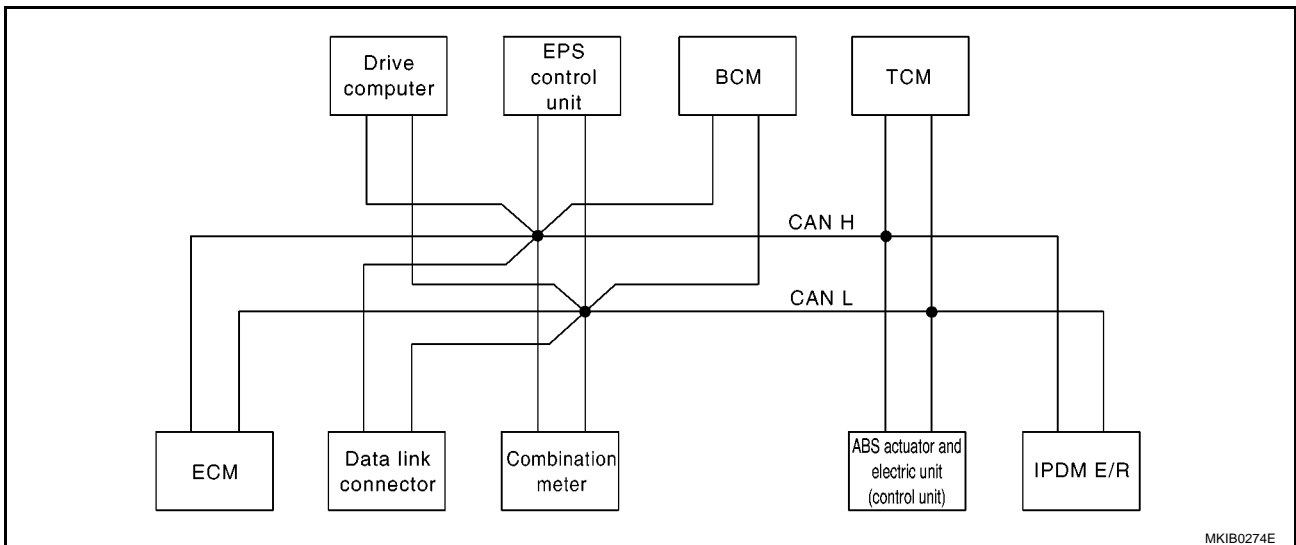 Drive
computer
EPS
control
unit
BCM
TCM
CAN H
CAN L
ECM
Data link
connector
Combination
meter
ABS actuator and
electric unit
(control unit)
IPDM E/R
MKIB0274E